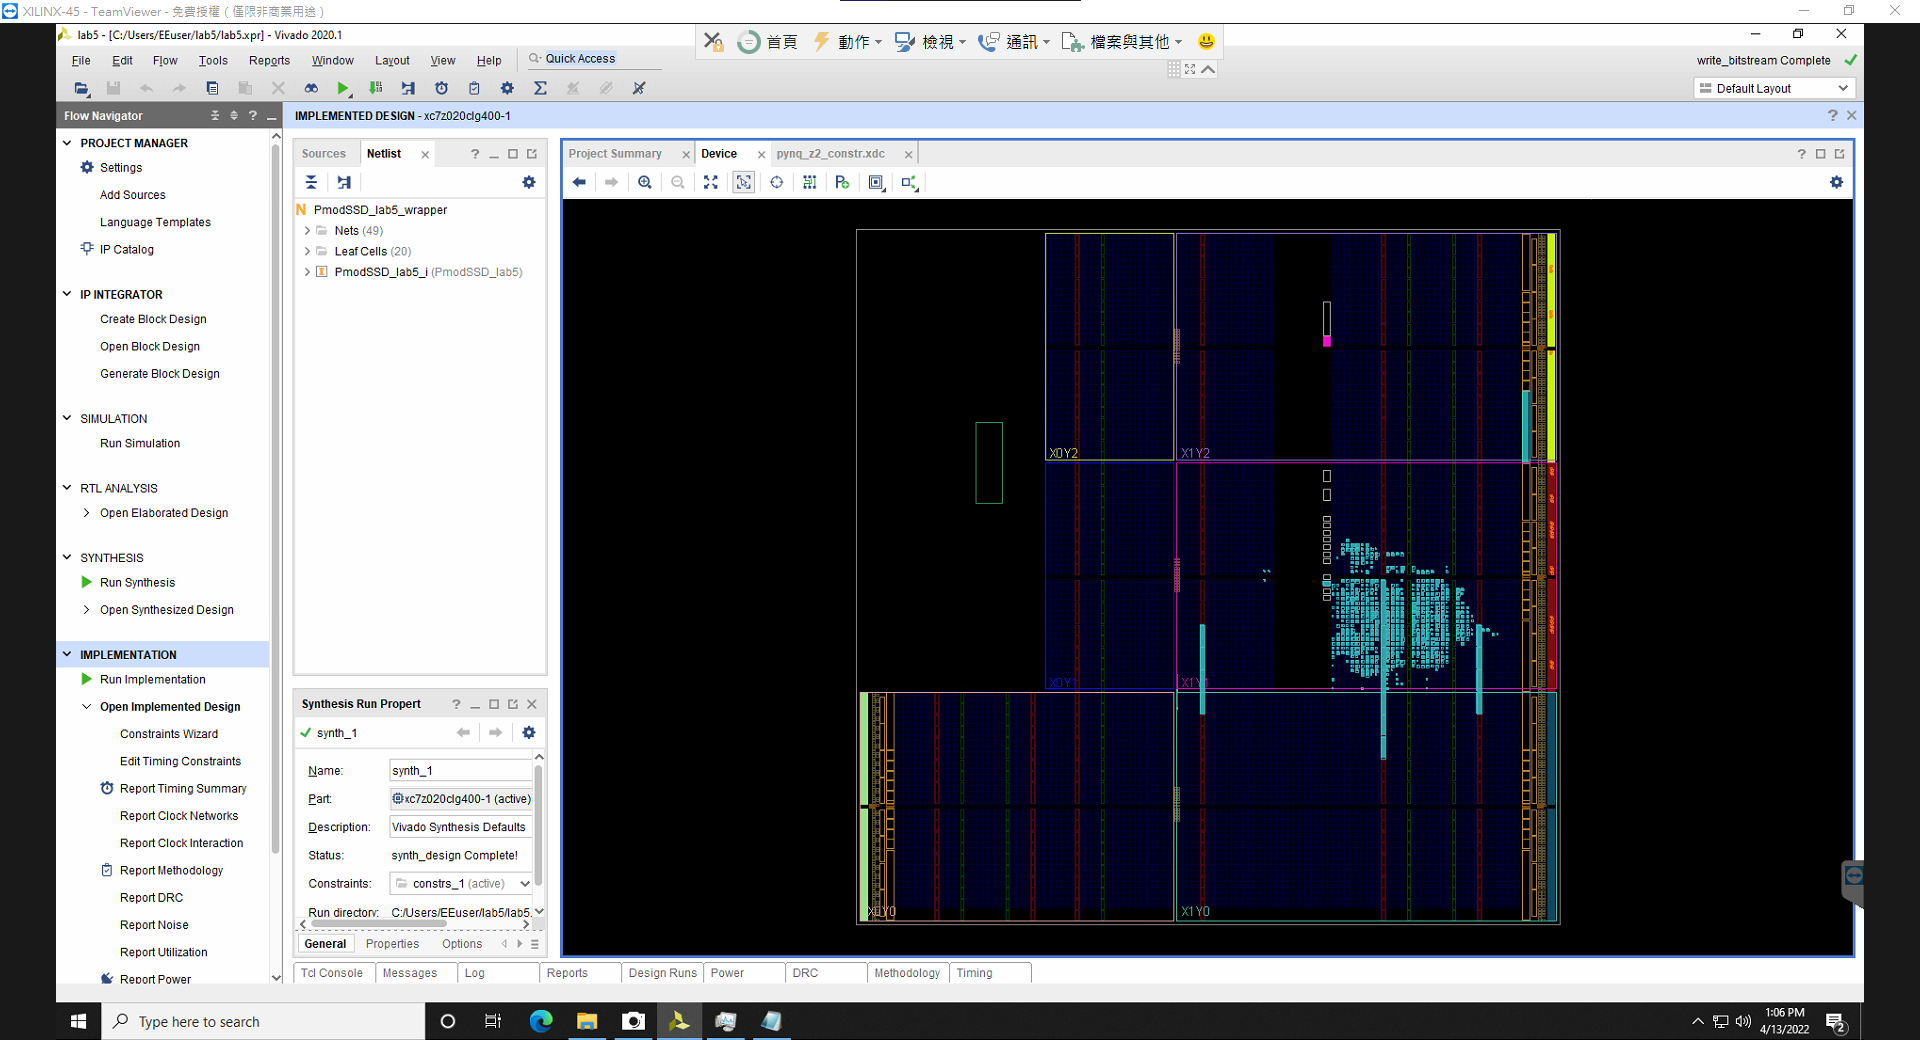 XILINX-45 - TeamViewer - 免費授權 ( 僅限非商業用途 )
lab5 - [C:/Users/EEuser/lab5/lab5.xpr] - Vivado 2020.1
首頁 動作 檢視 通訊 檔案與其他
File Edit Flow Tools Reports Window Layout View Help Quick Access
write_bitstream Complete
Default Layout
Flow Navigator
IMPLEMENTED DESIGN - xc7z020clg400-1
PROJECT MANAGER
Settings
Add Sources
Language Templates
IP Catalog
IP INTEGRATOR
Create Block Design
Open Block Design
Generate Block Design
SIMULATION
Run Simulation
RTL ANALYSIS
Open Elaborated Design
SYNTHESIS
Run Synthesis
Open Synthesized Design
IMPLEMENTATION
Run Implementation
Open Implemented Design
Constraints Wizard
Edit Timing Constraints
Report Timing Summary
Report Clock Networks
Report Clock Interaction
Report Methodology
Report DRC
Report Noise
Report Utilization
Report Power
Sources Netlist
PmodSSD_lab5_wrapper
Nets (49)
Leaf Cells (20)
PmodSSD_lab5_i (PmodSSD_lab5)
Synthesis Run Propert
synth_1
Name: synth_1
Part: xc7z020clg400-1 (active)
Description: Vivado Synthesis Defaults
Status: synth_design Complete!
Constraints: constrs_1 (active)
Run directory: C:/Users/EEuser/lab5/lab5.
General Properties Options
Project Summary Device pynq_z2_constr.xdc
X0Y2 X1Y2
X0Y1 X1Y1
X0Y0 X1Y0
Tcl Console Messages Log Reports Design Runs Power DRC Methodology Timing
Type here to search
1:06 PM
4/13/2022
2